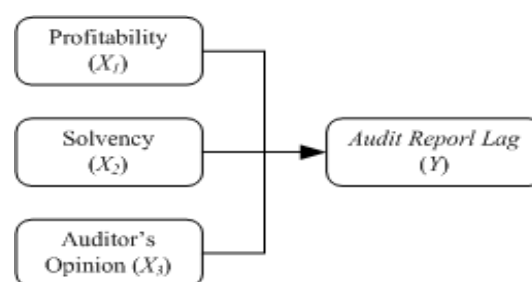 Profitability
(X₁)
Solvency
(X₂)
Audit Reporl Lag
(Y)
Auditor's
Opinion (X₃)